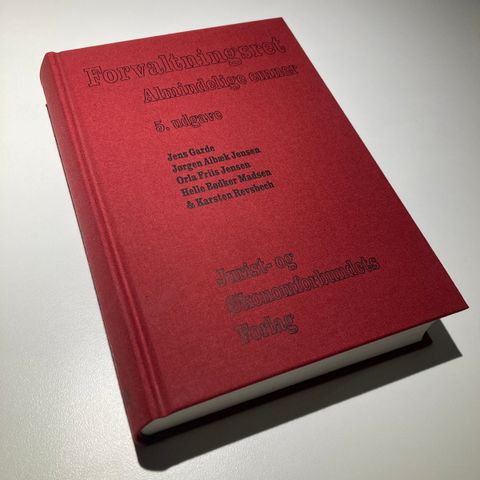 Forvaltningsret
Almindelige emner
5. udgave
Jens Garde
Jørgen Albæk Jensen
Orla Friis Jensen
Helle Bødker Madsen
& Karsten Revsbech
Jurist- og
Økonomforbundets
Forlag